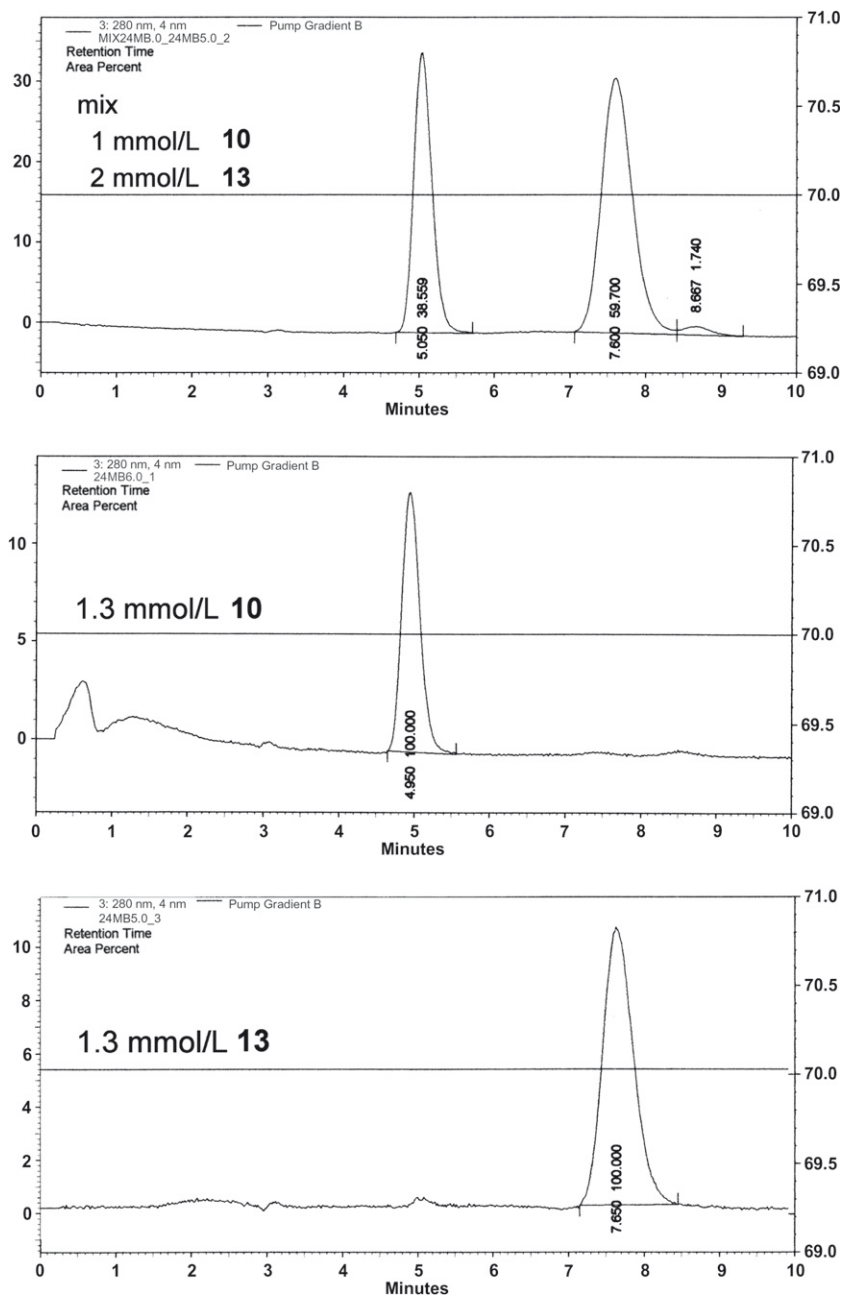 3: 280 nm, 4 nm Pump Gradient B
MIX24MB.0_24MB5.0_2
Retention Time
Area Percent
mix
1 mmol/L 10
2 mmol/L 13
30
20
10
0
71.0
70.5
70.0
69.5
69.0
5.050 38.559
7.600 59.700
8.667 1.740
0 1 2 3 4 5 6 7 8 9 10
Minutes
3: 280 nm, 4 nm Pump Gradient B
24MB6.0_1
Retention Time
Area Percent
1.3 mmol/L 10
10
5
0
71.0
70.5
70.0
69.5
69.0
4.950 100.000
0 1 2 3 4 5 6 7 8 9 10
Minutes
3: 280 nm, 4 nm Pump Gradient B
24MB5.0_3
Retention Time
Area Percent
1.3 mmol/L 13
10
8
6
4
2
0
71.0
70.5
70.0
69.5
69.0
7.650 100.000
0 1 2 3 4 5 6 7 8 9 10
Minutes